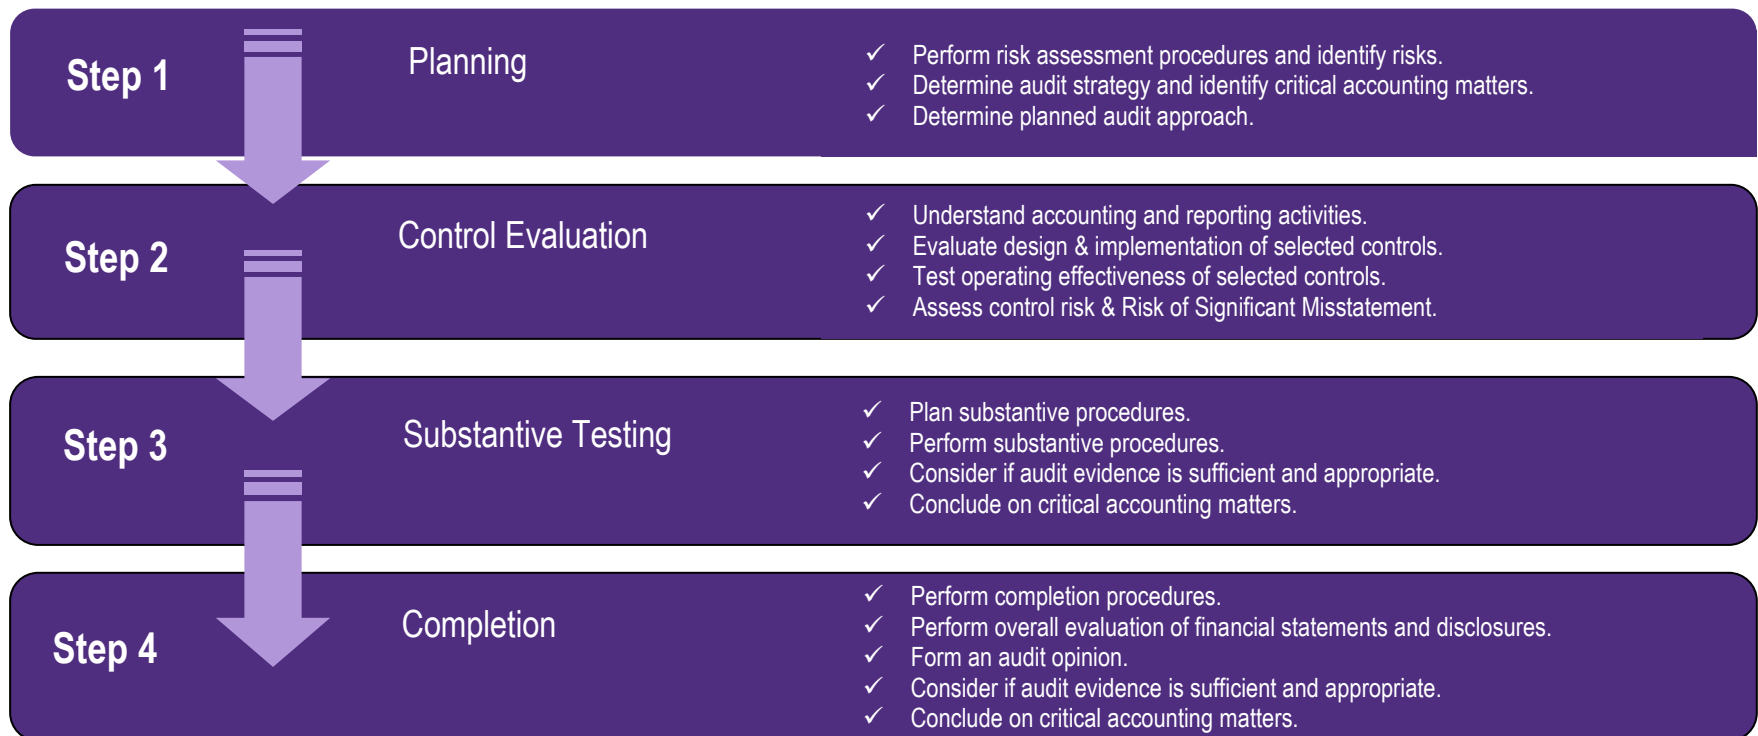 Step 1
Planning
✓ Perform risk assessment procedures and identify risks.
✓ Determine audit strategy and identify critical accounting matters.
✓ Determine planned audit approach.
Step 2
Control Evaluation
✓ Understand accounting and reporting activities.
✓ Evaluate design & implementation of selected controls.
✓ Test operating effectiveness of selected controls.
✓ Assess control risk & Risk of Significant Misstatement.
Step 3
Substantive Testing
✓ Plan substantive procedures.
✓ Perform substantive procedures.
✓ Consider if audit evidence is sufficient and appropriate.
✓ Conclude on critical accounting matters.
Step 4
Completion
✓ Perform completion procedures.
✓ Perform overall evaluation of financial statements and disclosures.
✓ Form an audit opinion.
✓ Consider if audit evidence is sufficient and appropriate.
✓ Conclude on critical accounting matters.